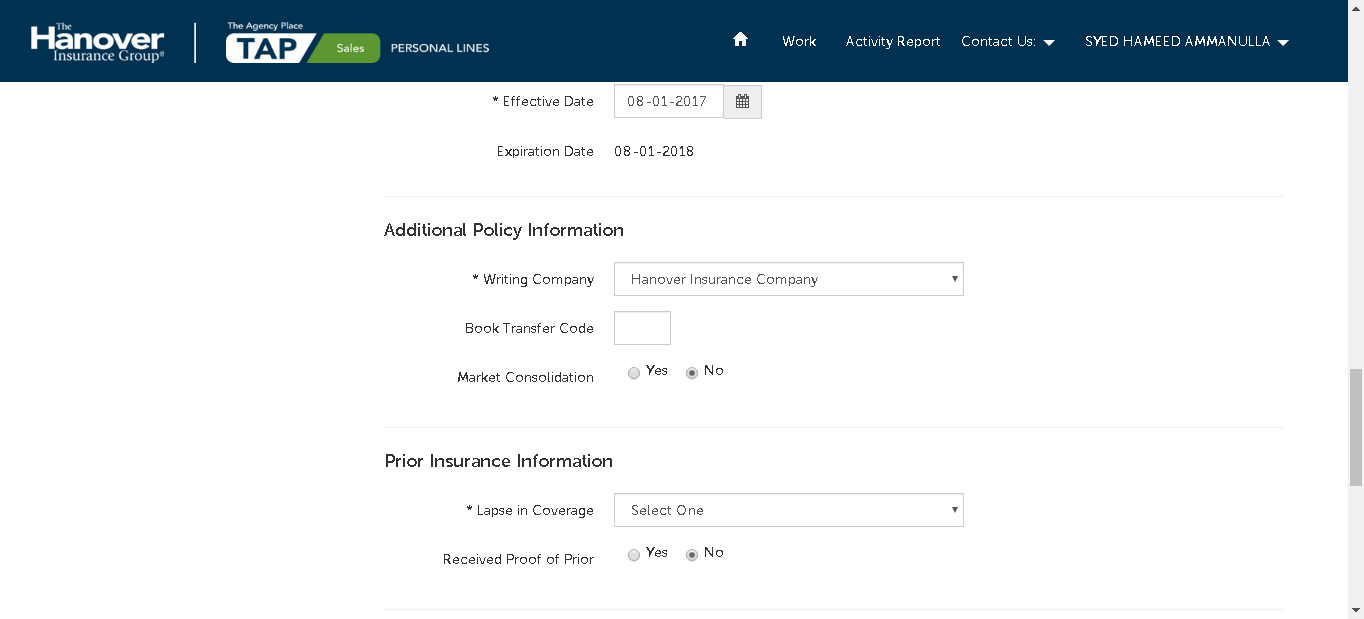 The
Hanover
Insurance Group®
The Agency Place
TAP Sales PERSONAL LINES
Work Activity Report Contact Us: SYED HAMEED AMMANULLA
* Effective Date 08-01-2017
Expiration Date 08-01-2018
Additional Policy Information
* Writing Company Hanover Insurance Company
Book Transfer Code
Market Consolidation Yes No
Prior Insurance Information
* Lapse in Coverage Select One
Received Proof of Prior Yes No